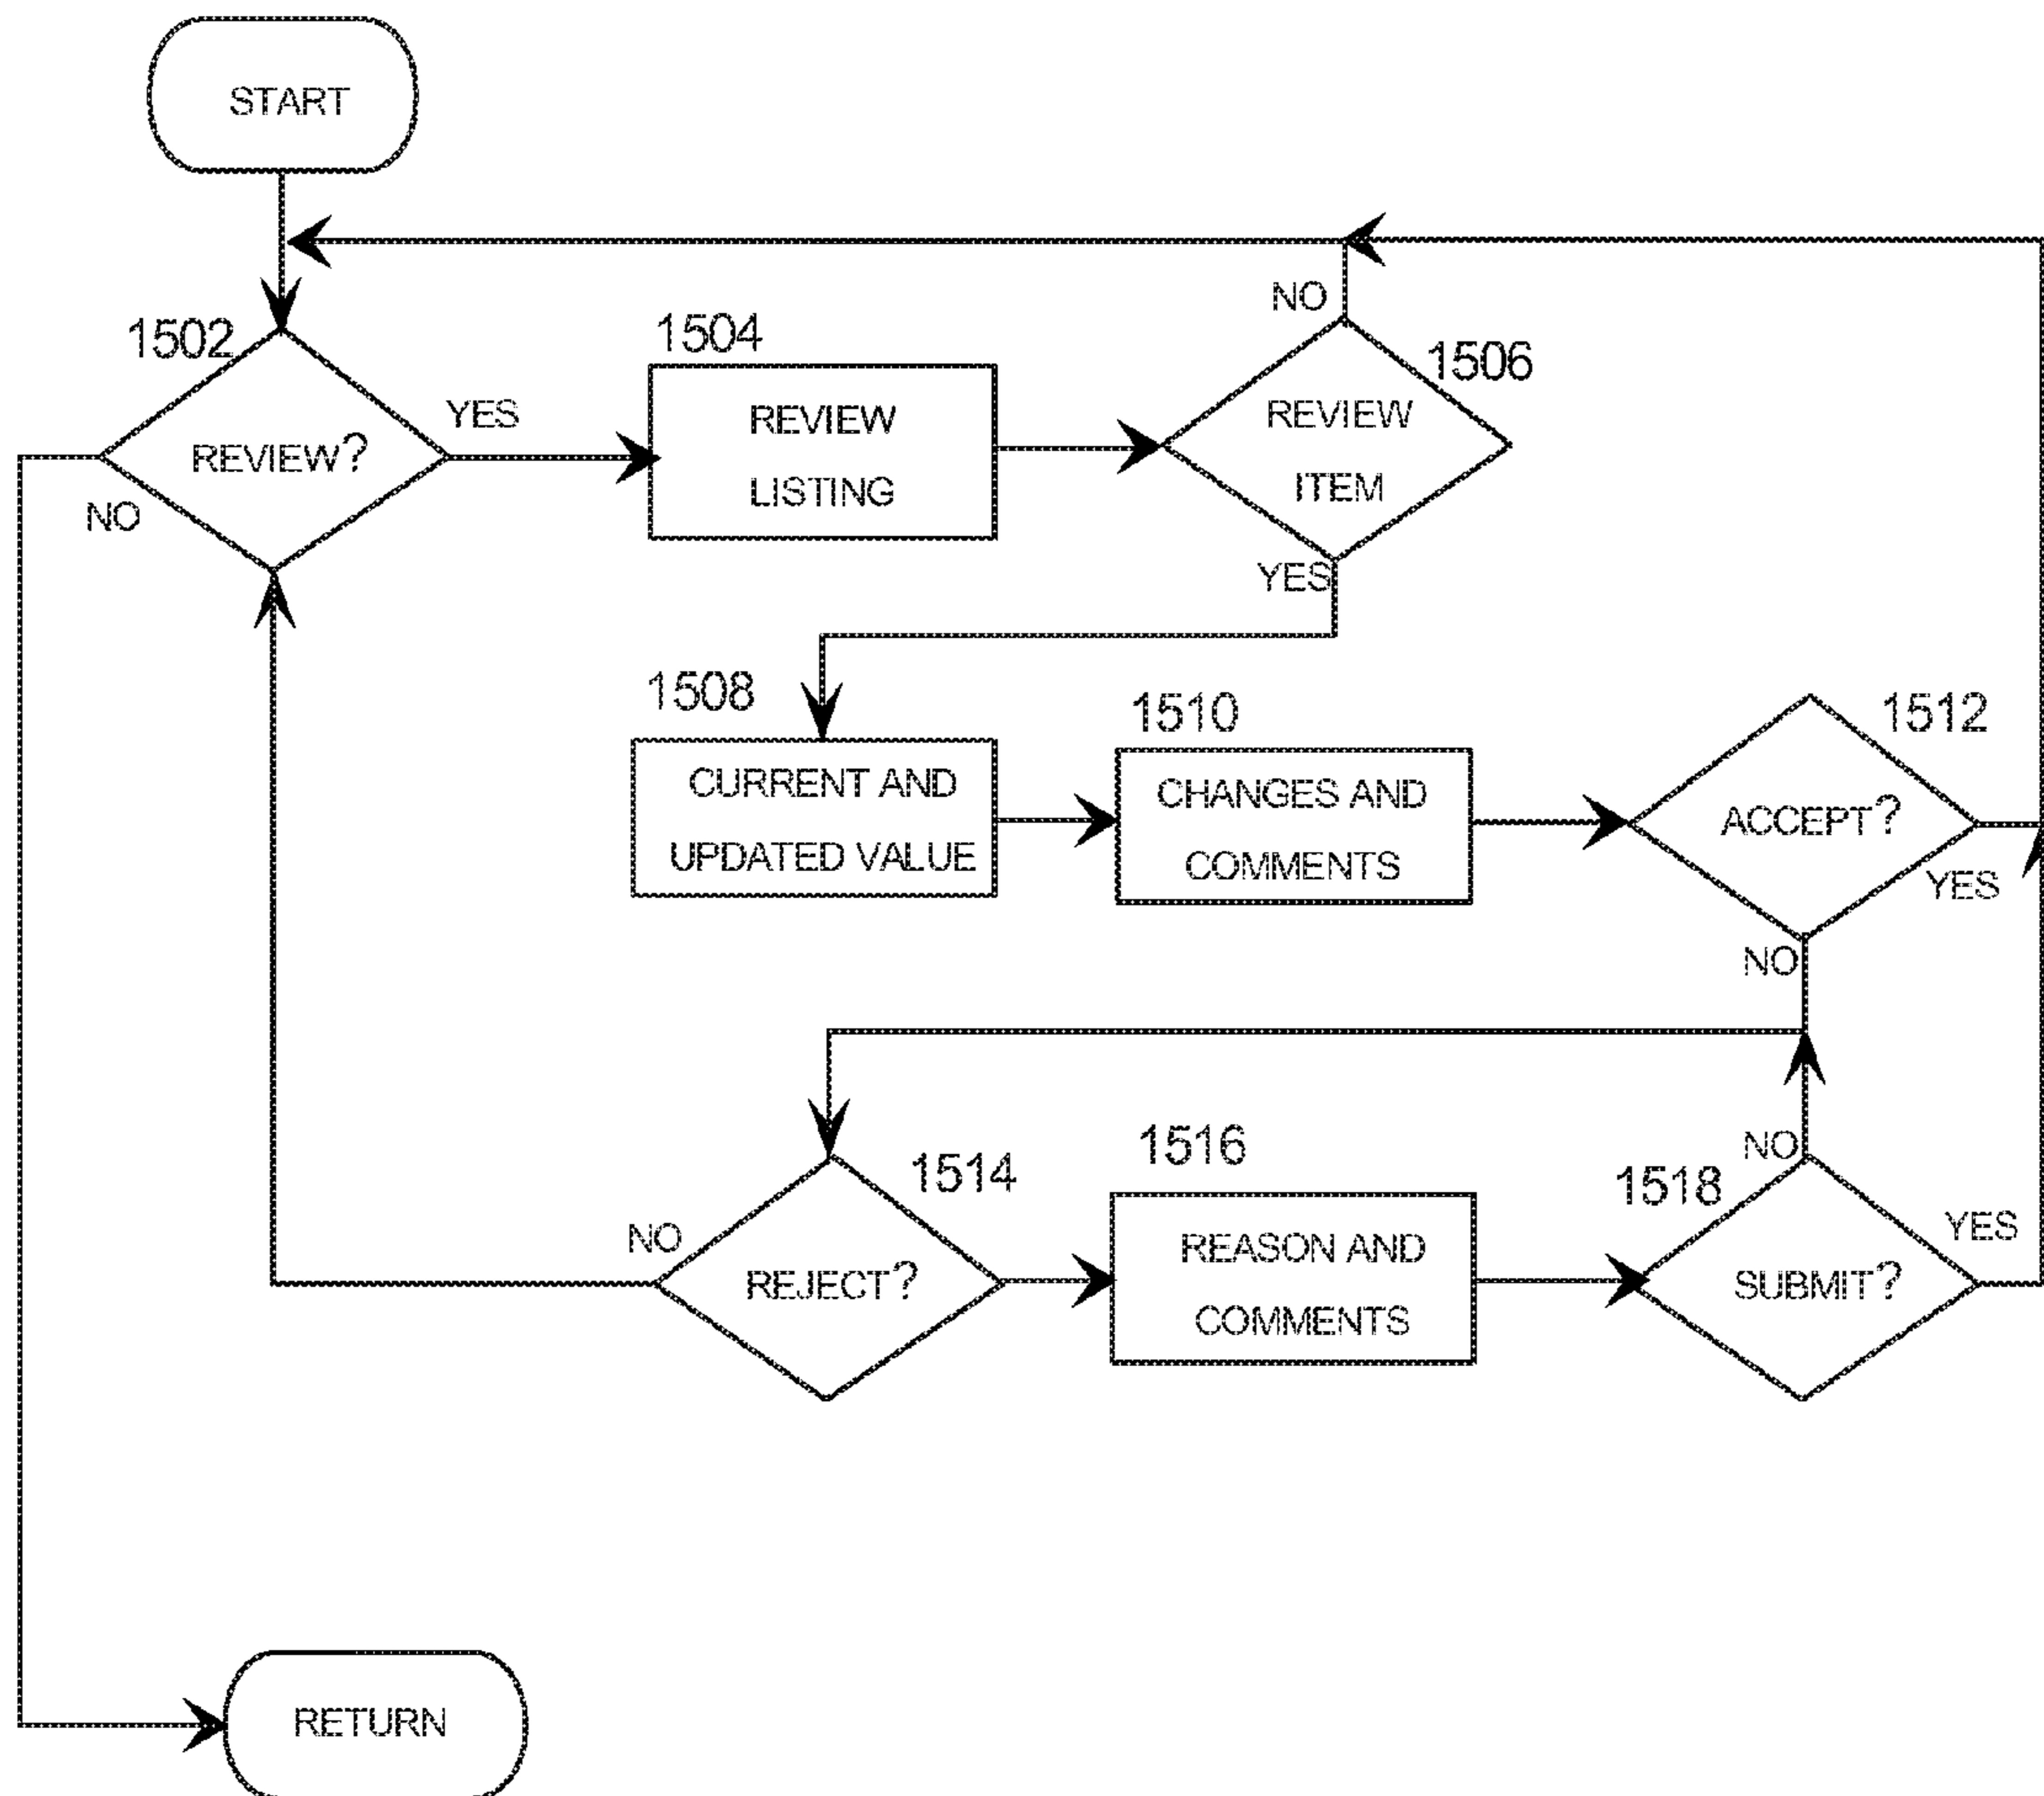 START
1502
REVIEW?
YES
NO
1504
REVIEW
LISTING
NO
1506
REVIEW
ITEM
YES
1508
CURRENT AND
UPDATED VALUE
1510
CHANGES AND
COMMENTS
1512
ACCEPT?
YES
NO
1514
NO
REJECT?
1516
REASON AND
COMMENTS
NO
1518
YES
SUBMIT?
RETURN